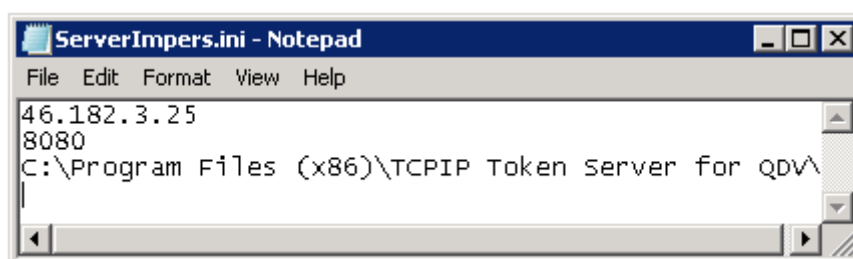 ServerImpers.ini - Notepad
File Edit Format View Help
46.182.3.25
8080
C:\Program Files (x86)\TCPIP Token Server for QDV\